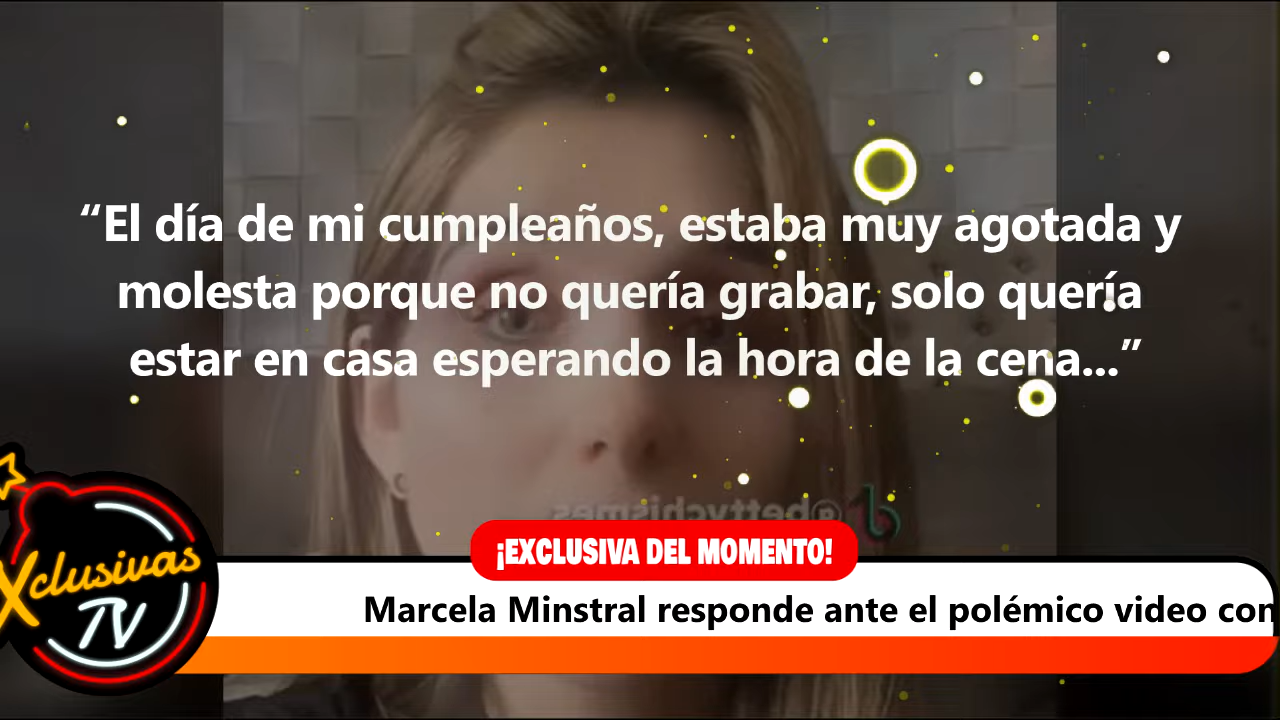 “El día de mi cumpleaños, estaba muy agotada y
molesta porque no quería grabar, solo quería
estar en casa esperando la hora de la cena...”
@bettychismes
¡EXCLUSIVA DEL MOMENTO!
Marcela Minstral responde ante el polémico video con
Xclusivas
TV